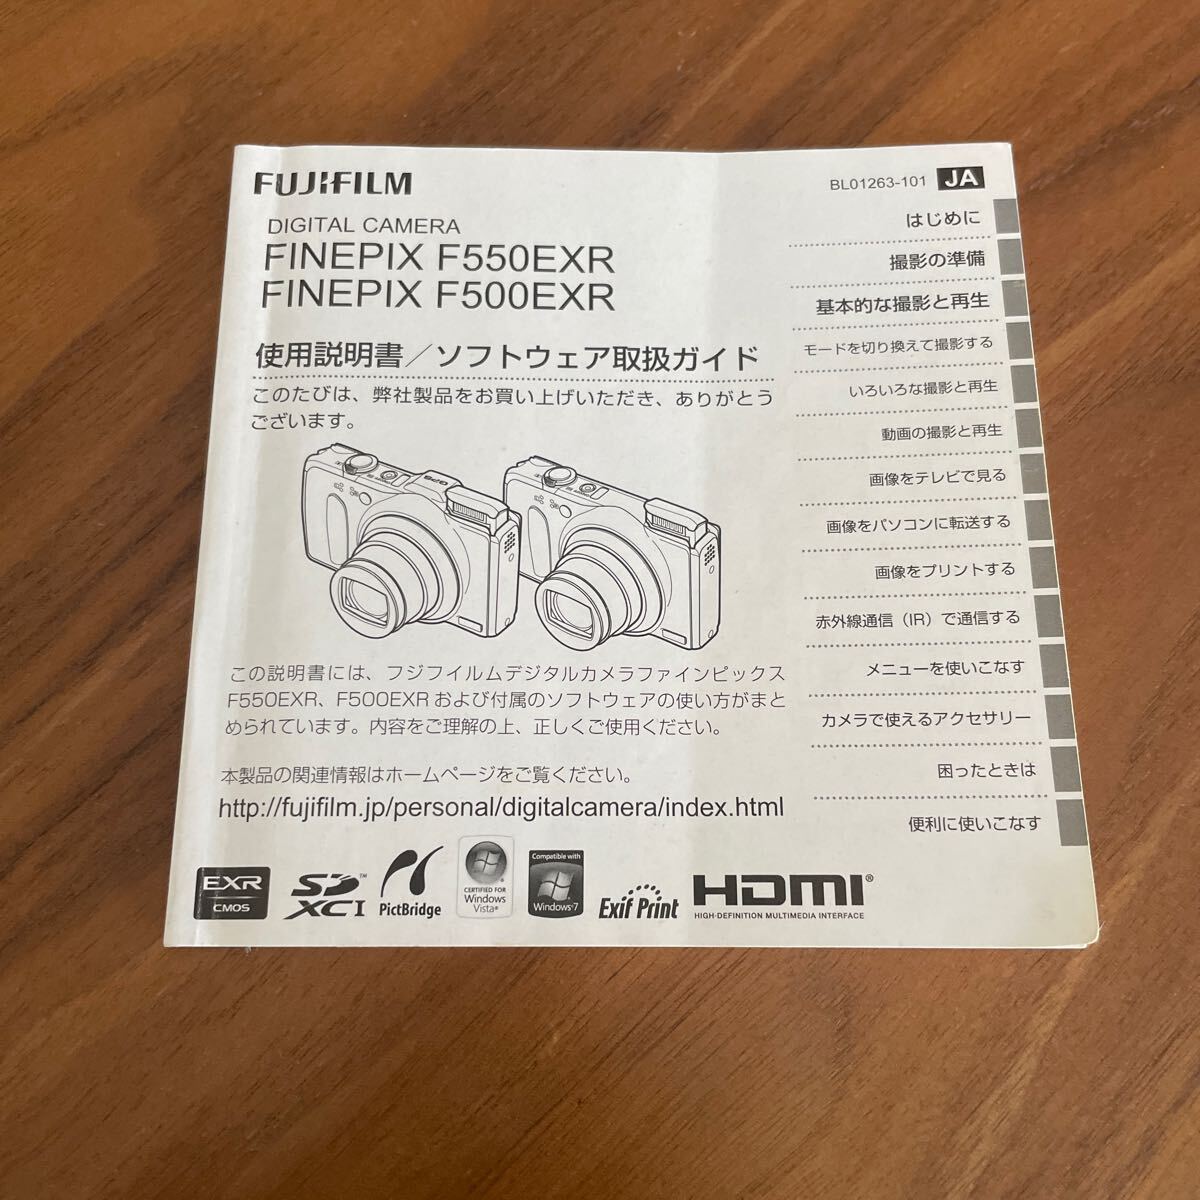 FUJIFILM
BL01263-101 JA
DIGITAL CAMERA
FINEPIX F550EXR
FINEPIX F500EXR
使用説明書/ソフトウェア取扱ガイド
このたびは、弊社製品をお買い上げいただき、ありがとう
ございます。
GPS
この説明書には、フジフイルムデジタルカメラファインピックス
F550EXR、F500EXR および付属のソフトウェアの使い方がまと
められています。内容をご理解の上、正しくご使用ください。
本製品の関連情報はホームページをご覧ください。
http://fujifilm.jp/personal/digitalcamera/index.html
はじめに
撮影の準備
基本的な撮影と再生
モードを切り換えて撮影する
いろいろな撮影と再生
動画の撮影と再生
画像をテレビで見る
画像をパソコンに転送する
画像をプリントする
赤外線通信（IR）で通信する
メニューを使いこなす
カメラで使えるアクセサリー
困ったときは
便利に使いこなす
EXR
CMOS
SD™
XC I
PictBridge
CERTIFIED FOR
Windows
Vista®
Compatible with
Windows®7
Exif Print
HDMI®
HIGH-DEFINITION MULTIMEDIA INTERFACE